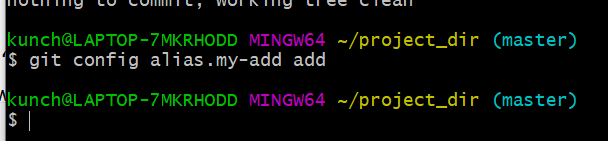 nothing to commit, working tree clean
kunch@LAPTOP-7MKRHODD MINGW64 ~/project_dir (master)
$ git config alias.my-add add
kunch@LAPTOP-7MKRHODD MINGW64 ~/project_dir (master)
$